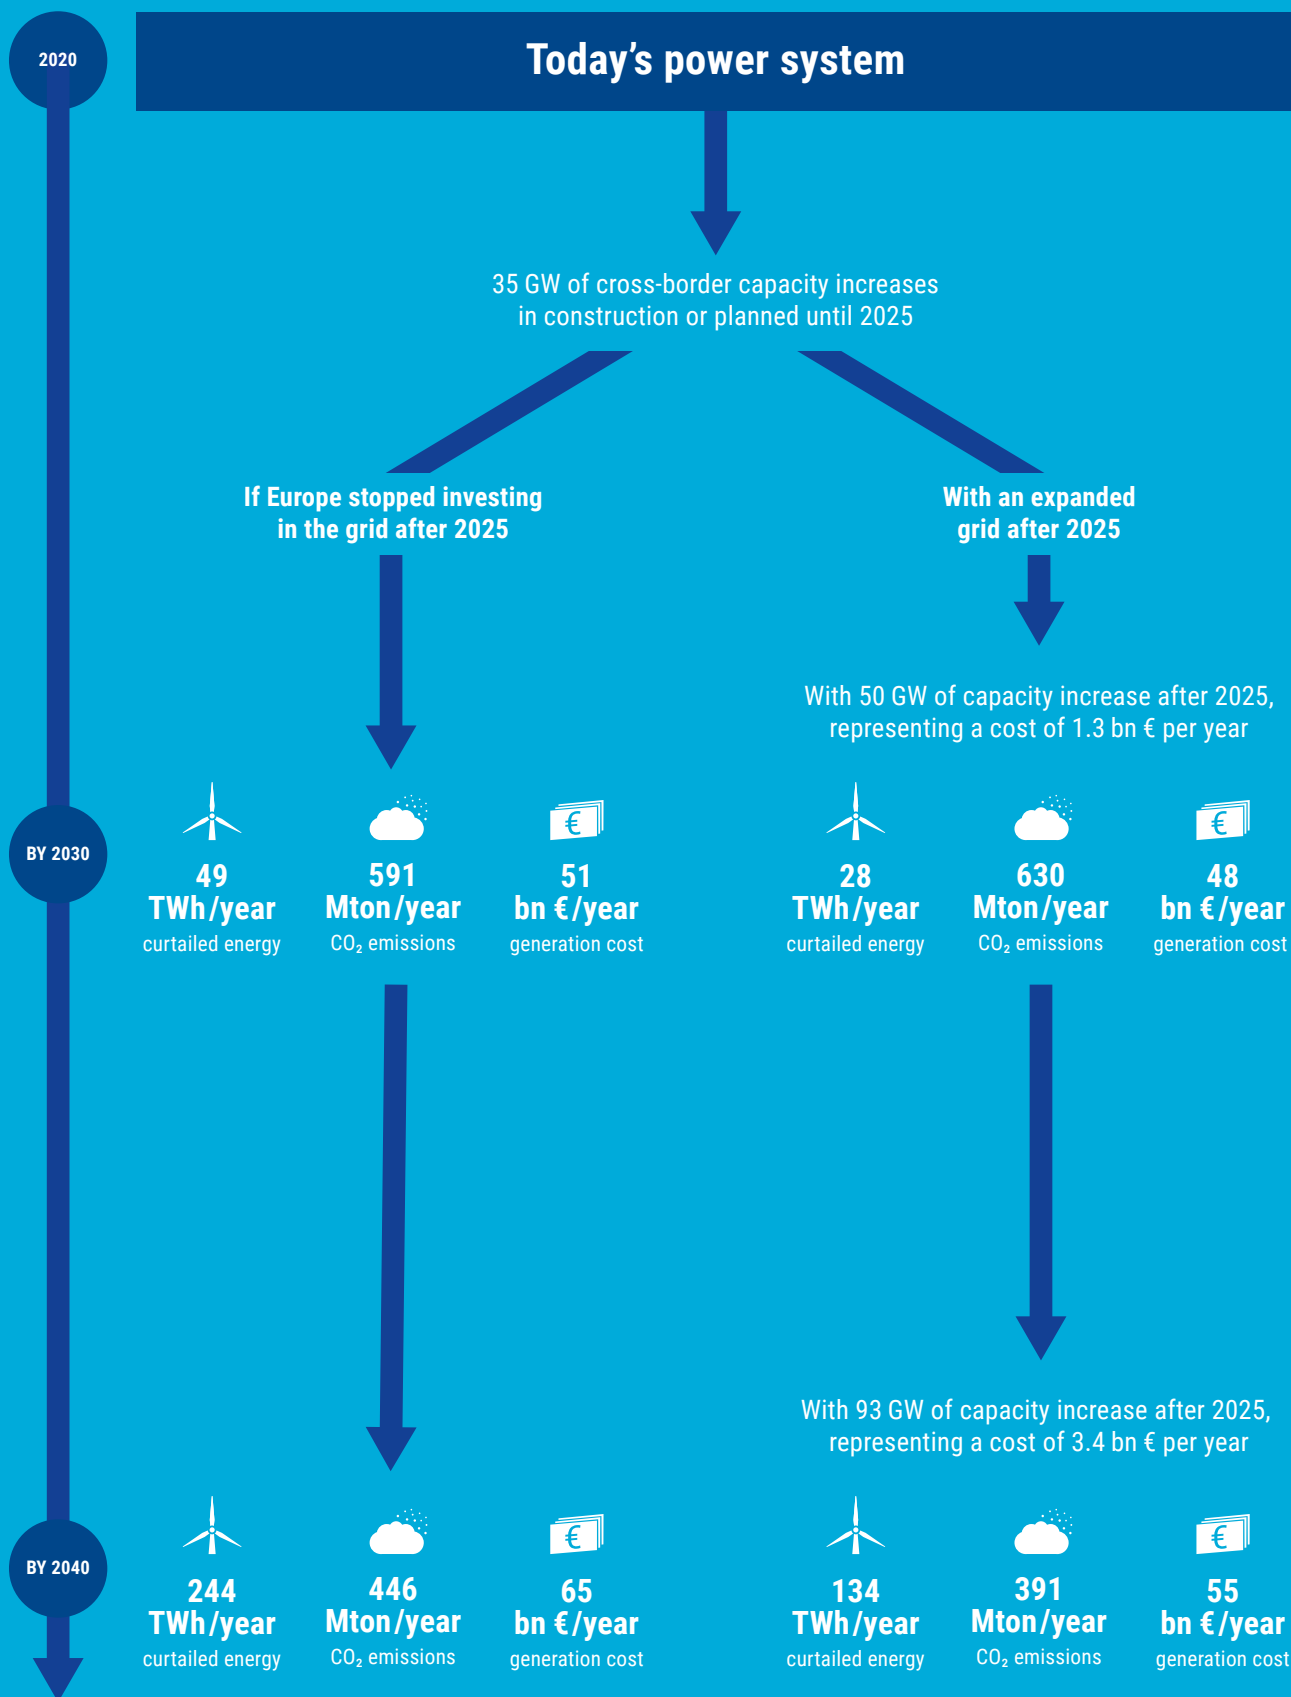 2020
Today’s power system
35 GW of cross-border capacity increases
in construction or planned until 2025
If Europe stopped investing
in the grid after 2025
With an expanded
grid after 2025
With 50 GW of capacity increase after 2025,
representing a cost of 1.3 bn € per year
BY 2030
€
€
49
TWh/year
curtailed energy
591
Mton/year
CO₂ emissions
51
bn €/year
generation cost
28
TWh/year
curtailed energy
630
Mton/year
CO₂ emissions
48
bn €/year
generation cost
With 93 GW of capacity increase after 2025,
representing a cost of 3.4 bn € per year
BY 2040
€
€
244
TWh/year
curtailed energy
446
Mton/year
CO₂ emissions
65
bn €/year
generation cost
134
TWh/year
curtailed energy
391
Mton/year
CO₂ emissions
55
bn €/year
generation cost